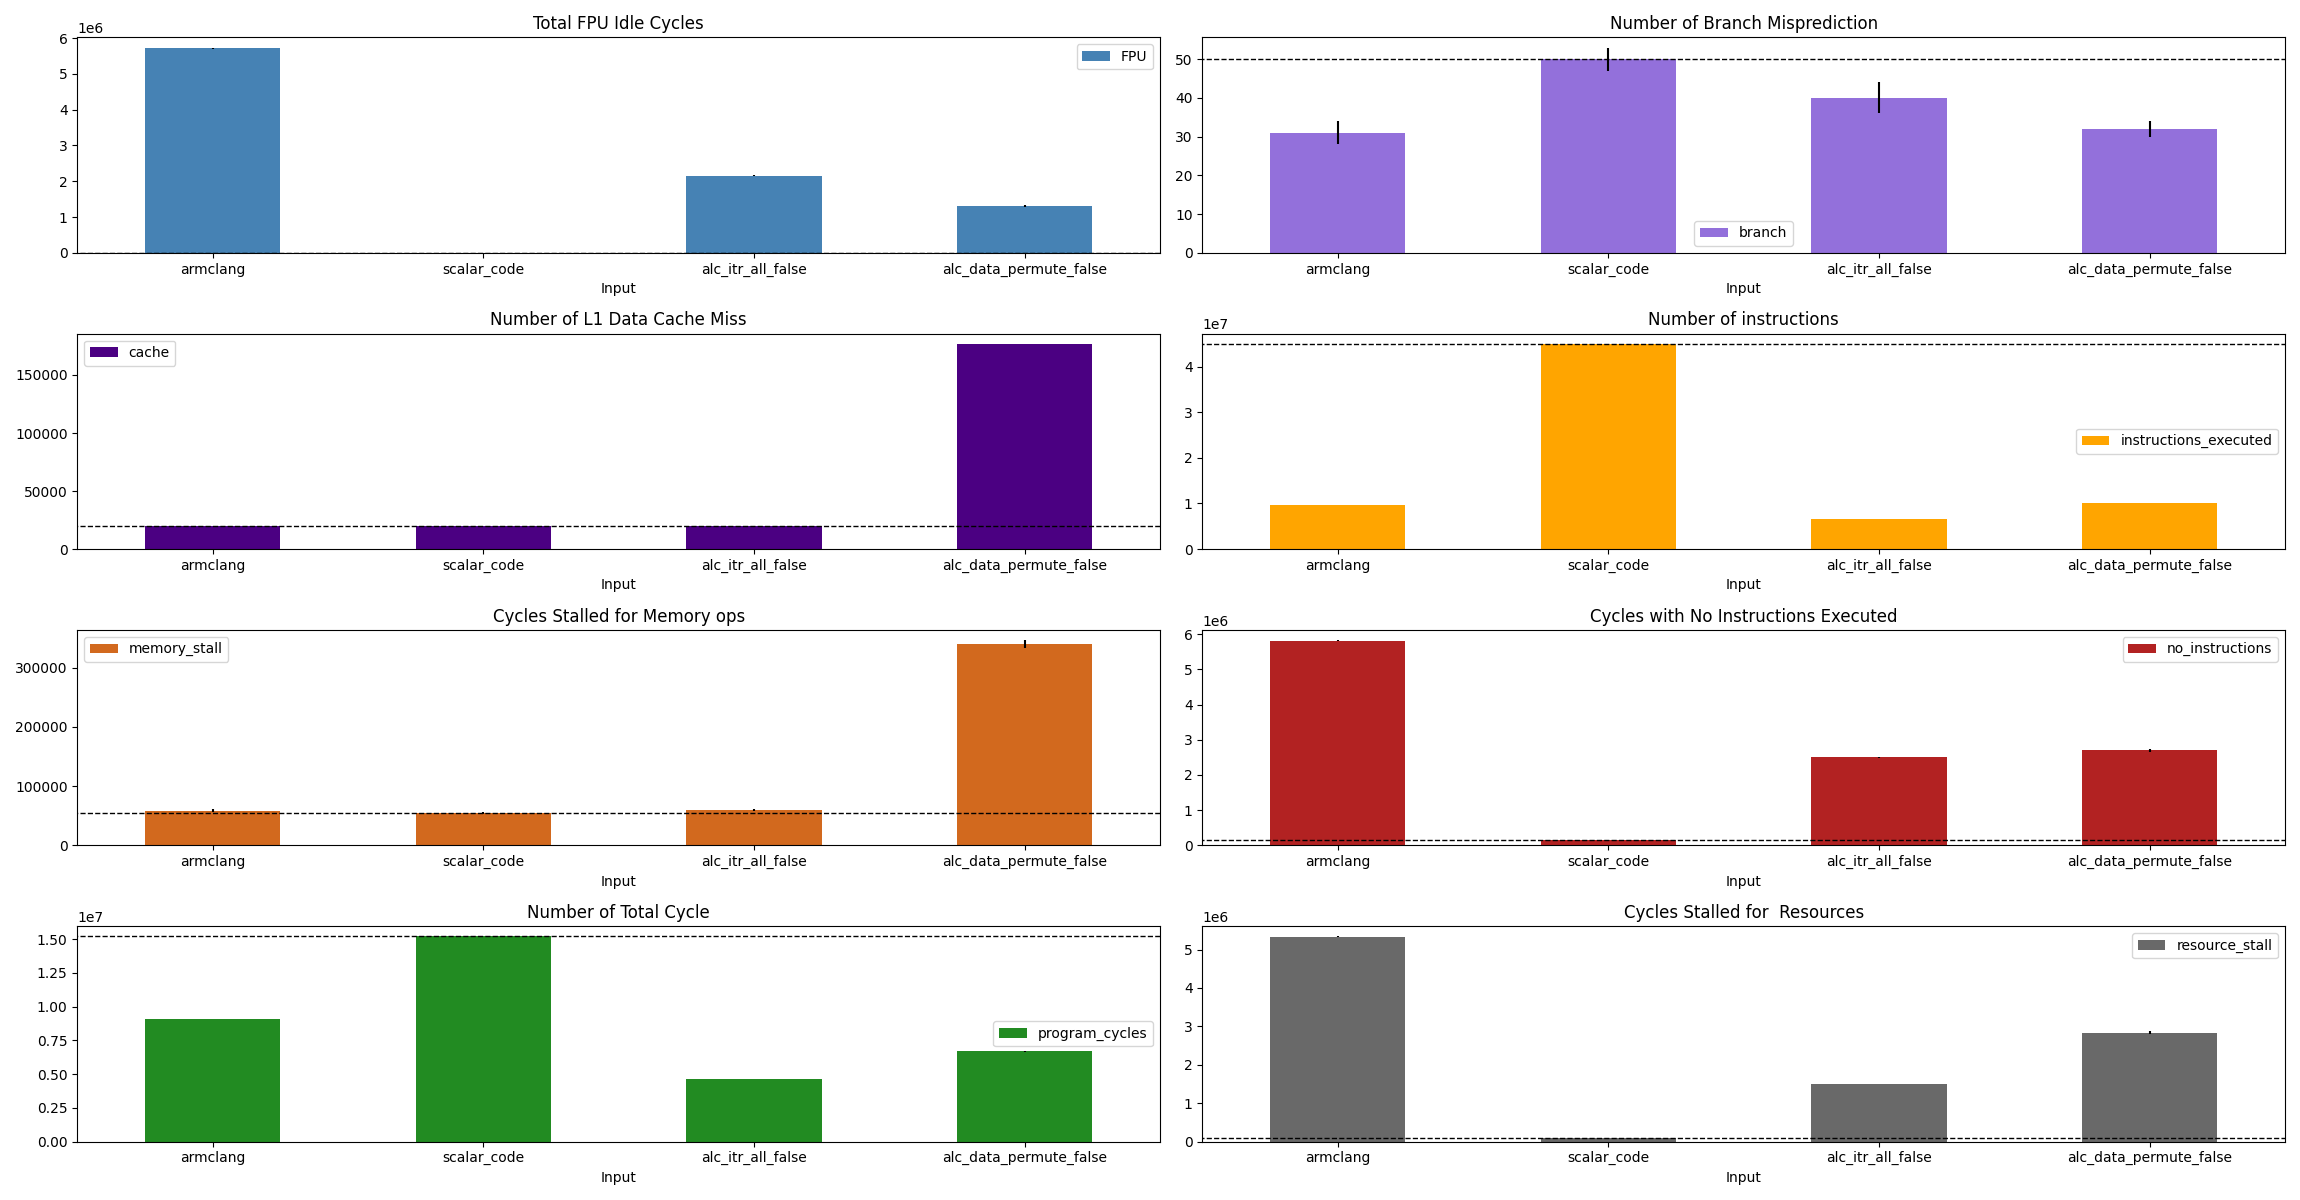 Total FPU Idle Cycles
1e6
6
5
4
3
2
1
0
FPU
armclang scalar_code alc_itr_all_false alc_data_permute_false
Input
Number of Branch Misprediction
50
40
30
20
10
0
branch
armclang scalar_code alc_itr_all_false alc_data_permute_false
Input
Number of L1 Data Cache Miss
150000
100000
50000
0
cache
armclang scalar_code alc_itr_all_false alc_data_permute_false
Input
Number of instructions
1e7
4
3
2
1
0
instructions_executed
armclang scalar_code alc_itr_all_false alc_data_permute_false
Input
Cycles Stalled for Memory ops
300000
200000
100000
0
memory_stall
armclang scalar_code alc_itr_all_false alc_data_permute_false
Input
Cycles with No Instructions Executed
1e6
6
5
4
3
2
1
0
no_instructions
armclang scalar_code alc_itr_all_false alc_data_permute_false
Input
Number of Total Cycle
1e7
1.50
1.25
1.00
0.75
0.50
0.25
0.00
program_cycles
armclang scalar_code alc_itr_all_false alc_data_permute_false
Input
Cycles Stalled for  Resources
1e6
5
4
3
2
1
0
resource_stall
armclang scalar_code alc_itr_all_false alc_data_permute_false
Input